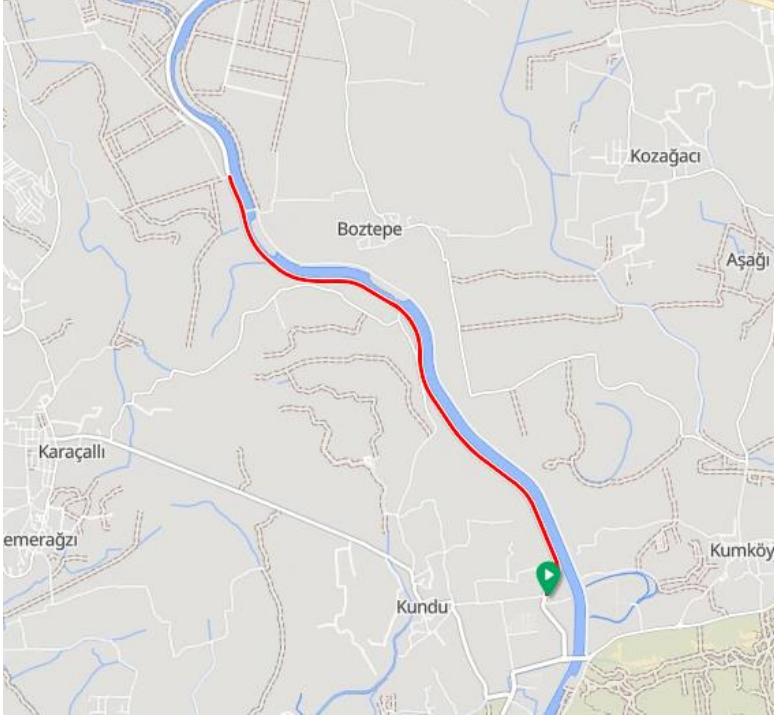 Kozağacı
Boztepe
Aşağı
Karaçallı
emerağzı
Kumköy
Kundu